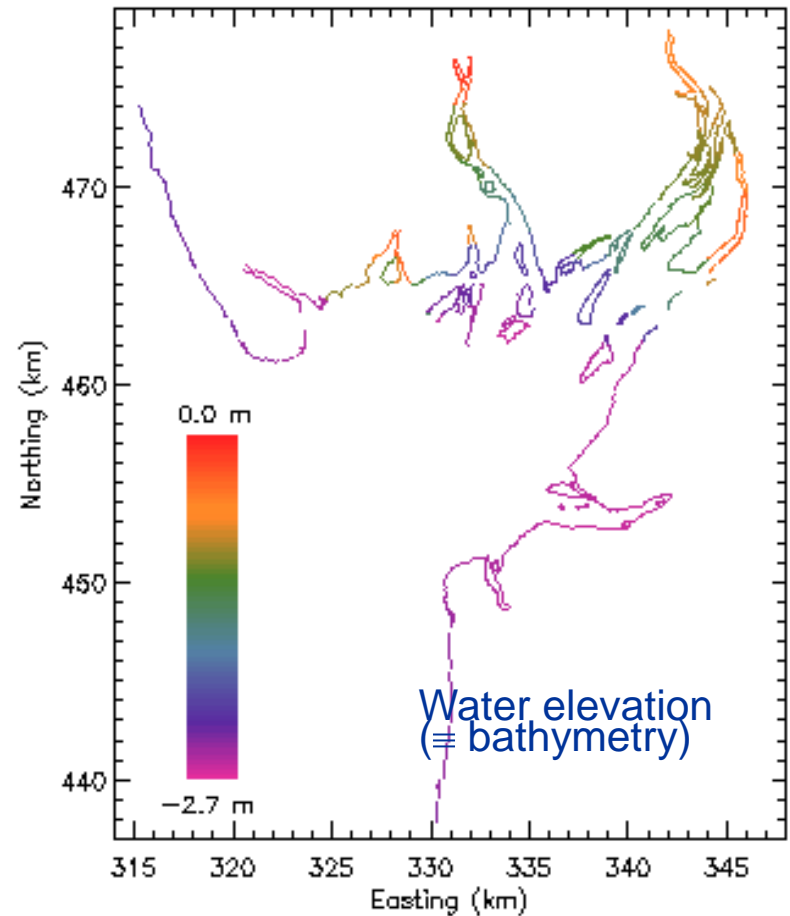 470
460
450
440
Northing (km)
0.0 m
−2.7 m
Water elevation
(≡ bathymetry)
315 320 325 330 335 340 345
Easting (km)